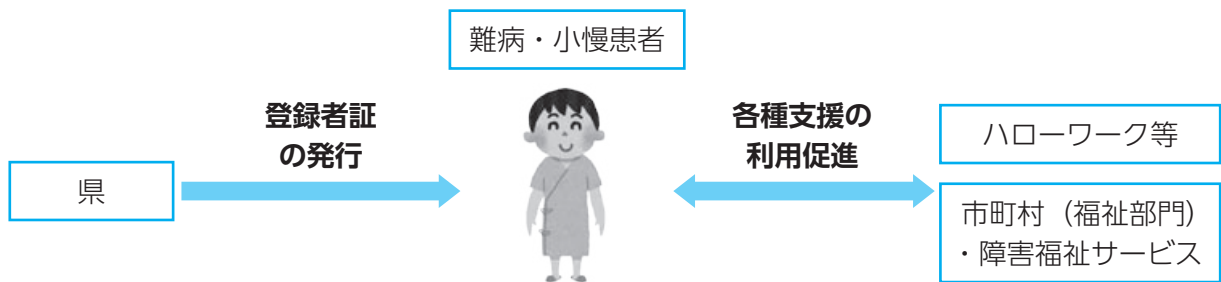 難病・小慢患者
登録者証
の発行
県
各種支援の
利用促進
ハローワーク等
市町村（福祉部門）
・障害福祉サービス